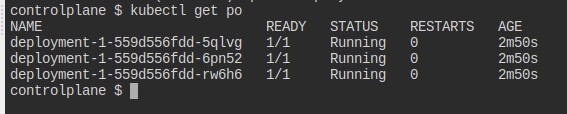 controlplane $ kubectl get po
NAME                            READY   STATUS    RESTARTS   AGE
deployment-1-559d556fdd-5qlvg   1/1     Running   0          2m50s
deployment-1-559d556fdd-6pn52   1/1     Running   0          2m50s
deployment-1-559d556fdd-rw6h6   1/1     Running   0          2m50s
controlplane $